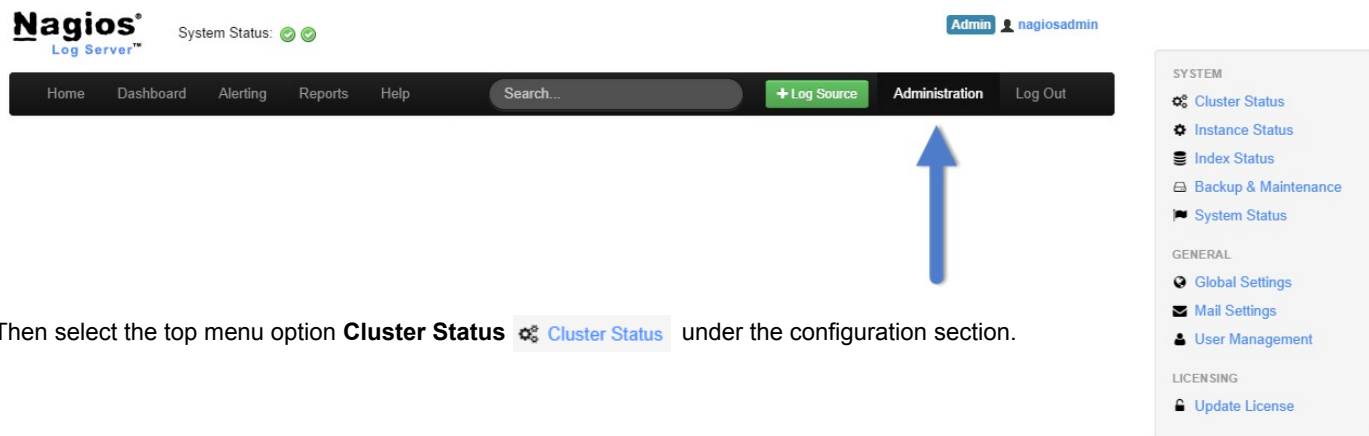 Nagios®
Log Server™
System Status:
Admin nagiosadmin
Home Dashboard Alerting Reports Help Search... + Log Source Administration Log Out
Then select the top menu option Cluster Status Cluster Status under the configuration section.
SYSTEM
Cluster Status
Instance Status
Index Status
Backup & Maintenance
System Status
GENERAL
Global Settings
Mail Settings
User Management
LICENSING
Update License